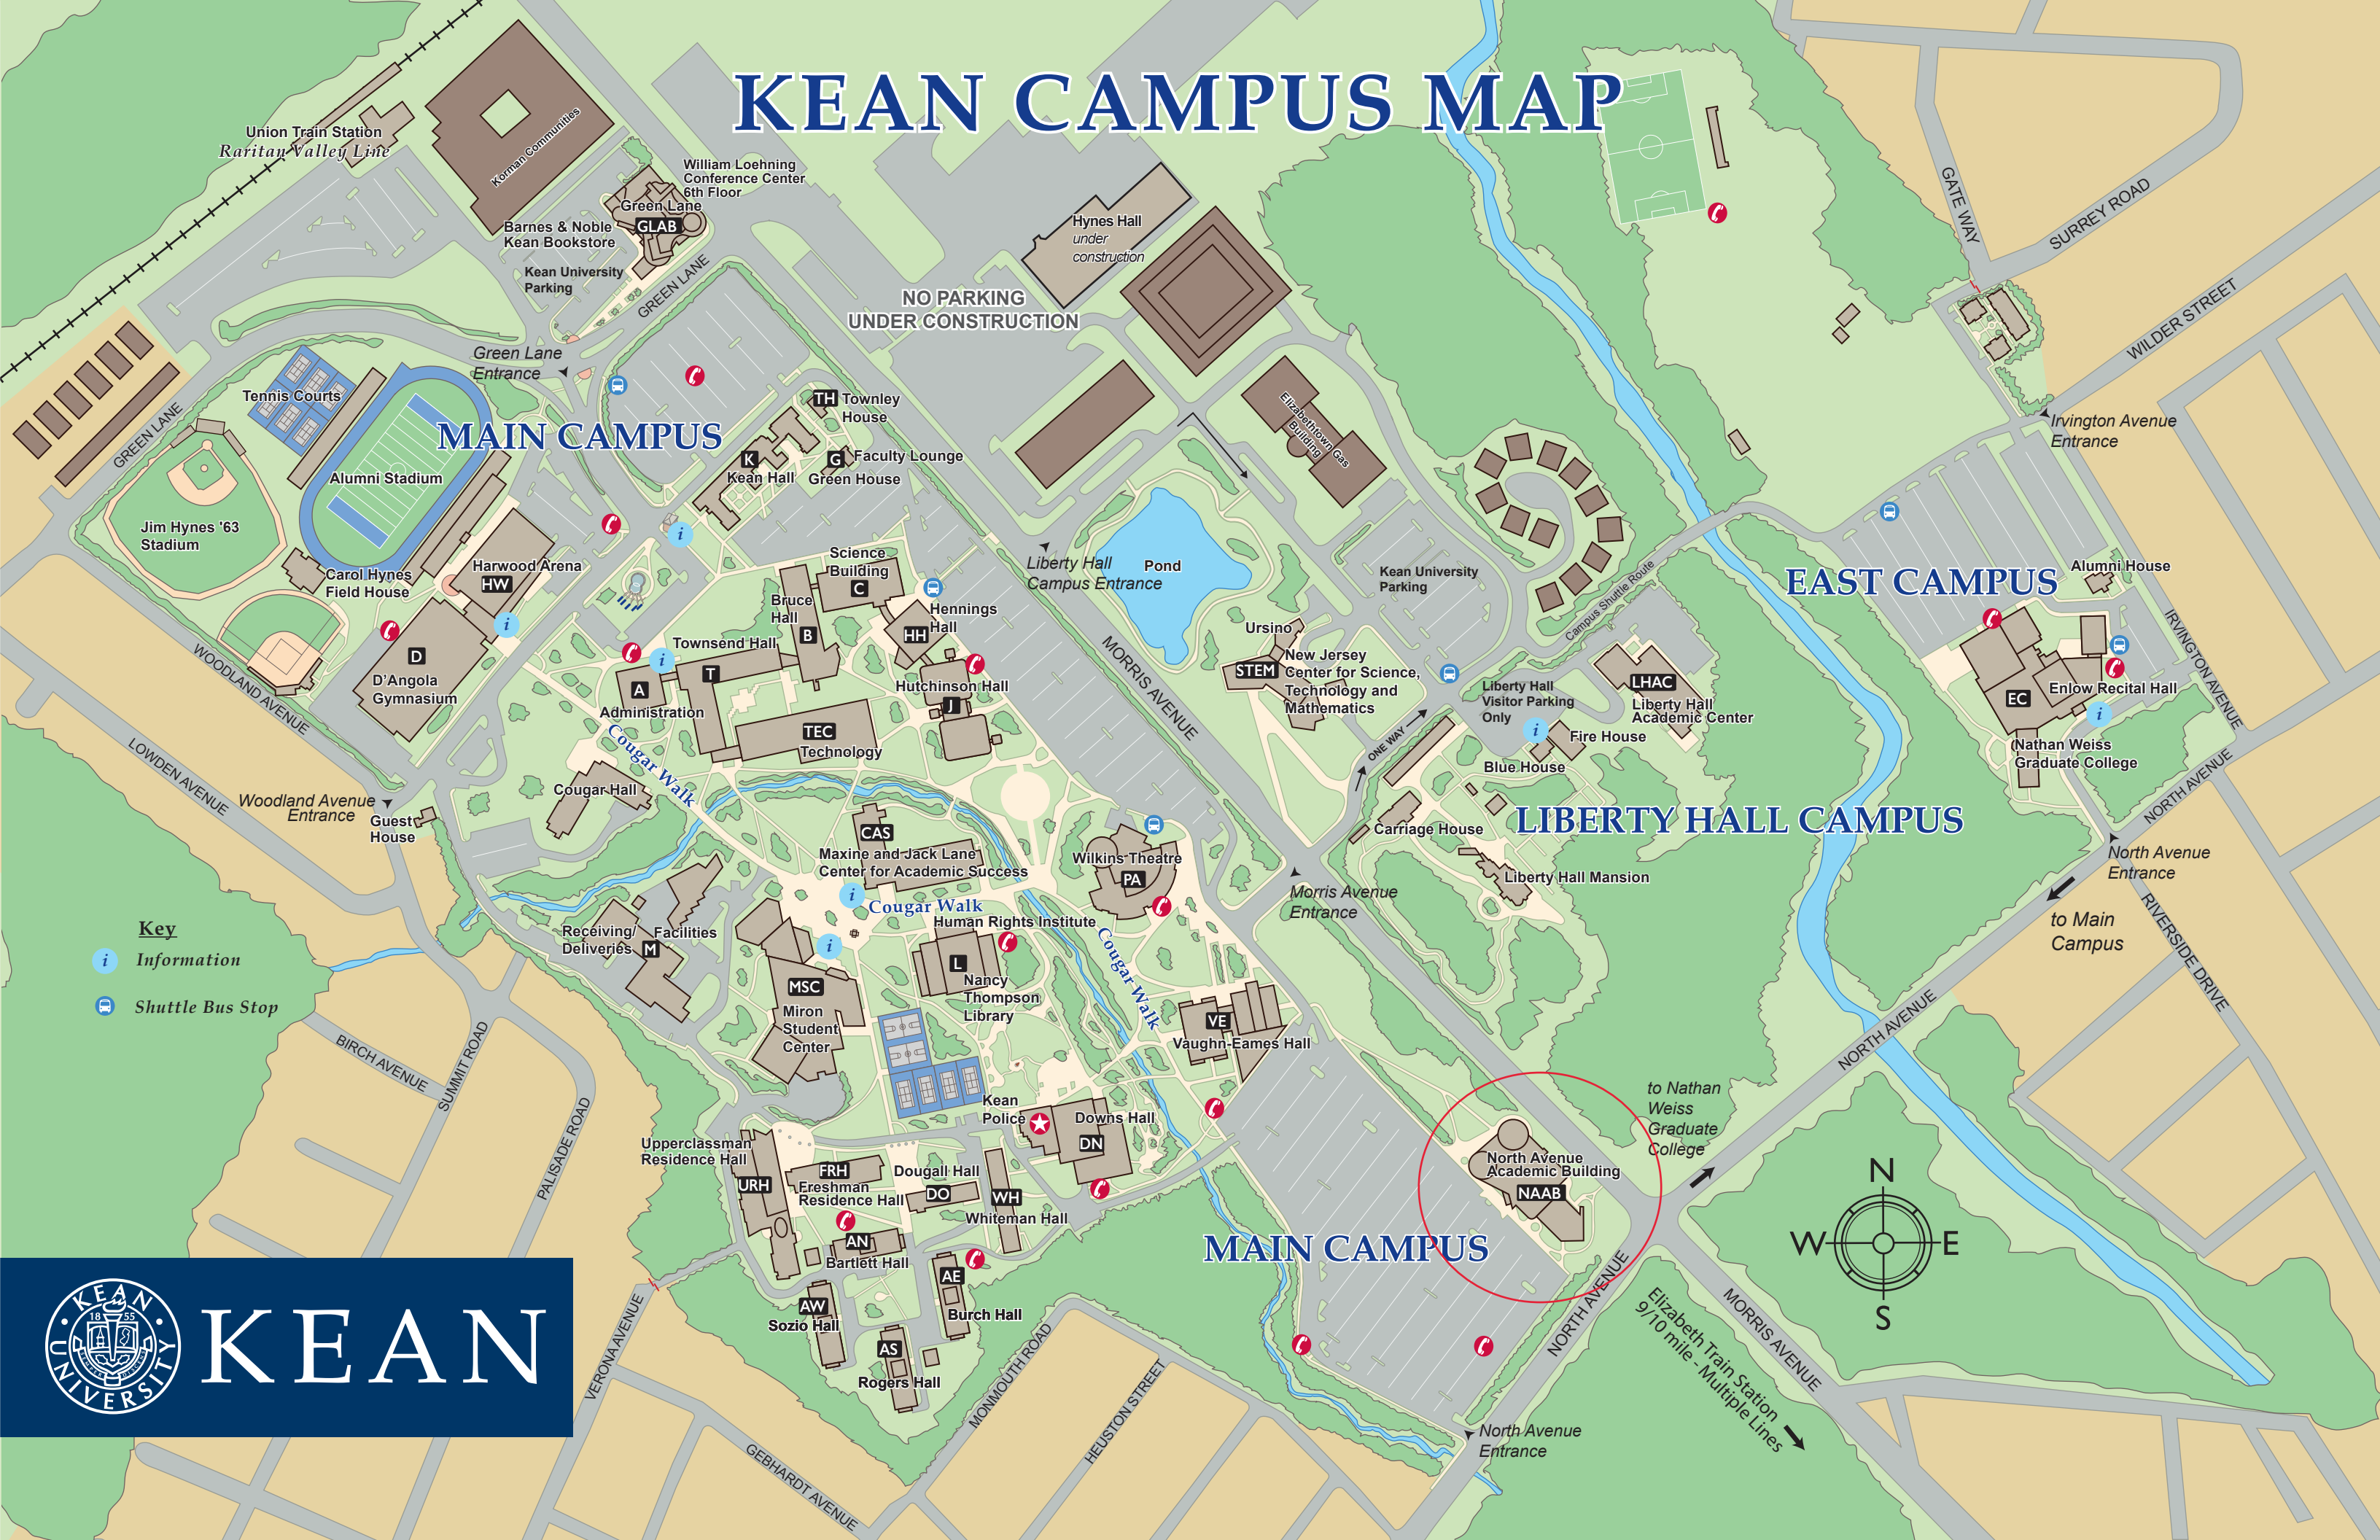 KEAN CAMPUS MAP
Union Train Station
Raritan Valley Line
Korman Communities
William Loehning
Conference Center
6th Floor
Green Lane
GLAB
Barnes & Noble
Kean Bookstore
Kean University
Parking
GREEN LANE
Hynes Hall
under
construction
NO PARKING
UNDER CONSTRUCTION
GATE WAY
SURREY ROAD
WILDER STREET
Green Lane
Entrance
Tennis Courts
GREEN LANE
MAIN CAMPUS
Alumni Stadium
TH
Townley
House
K
Kean Hall
G
Faculty Lounge
Green House
Elizabethtown Gas
Building
Irvington Avenue
Entrance
Jim Hynes '63
Stadium
Carol Hynes
Field House
Harwood Arena
HW
Science
Building
C
Liberty Hall
Campus Entrance
Pond
Kean University
Parking
Campus Shuttle Route
EAST CAMPUS
Alumni House
IRVINGTON AVENUE
Bruce
Hall
B
Hennings
Hall
HH
WOODLAND AVENUE
D
D'Angola
Gymnasium
Townsend Hall
T
A
Administration
Hutchinson Hall
J
MORRIS AVENUE
Ursino
STEM
New Jersey
Center for Science,
Technology and
Mathematics
Liberty Hall
Visitor Parking
Only
LHAC
Liberty Hall
Academic Center
Enlow Recital Hall
EC
Nathan Weiss
Graduate College
LOWDEN AVENUE
Cougar Walk
TEC
Technology
ONE WAY
Fire House
Blue House
NORTH AVENUE
Woodland Avenue
Entrance
Guest
House
Cougar Hall
CAS
Maxine and Jack Lane
Center for Academic Success
Wilkins Theatre
PA
Carriage House
LIBERTY HALL CAMPUS
Liberty Hall Mansion
North Avenue
Entrance
Morris Avenue
Entrance
Cougar Walk
Human Rights Institute
Cougar Walk
to Main
Campus
RIVERSIDE DRIVE
Key
i Information
Shuttle Bus Stop
Receiving/
Deliveries
Facilities
M
L
Nancy
Thompson
Library
MSC
Miron
Student
Center
VE
Vaughn-Eames Hall
NORTH AVENUE
BIRCH AVENUE
SUMMIT ROAD
PALISADE ROAD
Kean
Police
Downs Hall
DN
to Nathan
Weiss
Graduate
College
Upperclassman
Residence Hall
URH
FRH
Freshman
Residence Hall
Dougall Hall
DO
WH
Whiteman Hall
North Avenue
Academic Building
NAAB
N
W
E
S
AN
Bartlett Hall
AE
Burch Hall
MAIN CAMPUS
AW
Sozio Hall
AS
Rogers Hall
NORTH AVENUE
MORRIS AVENUE
Elizabeth Train Station
9/10 mile - Multiple Lines
KEAN
UNIVERSITY
18 55
KEAN
VERONA AVENUE
MONMOUTH ROAD
HEUSTON STREET
GEBHARDT AVENUE
North Avenue
Entrance